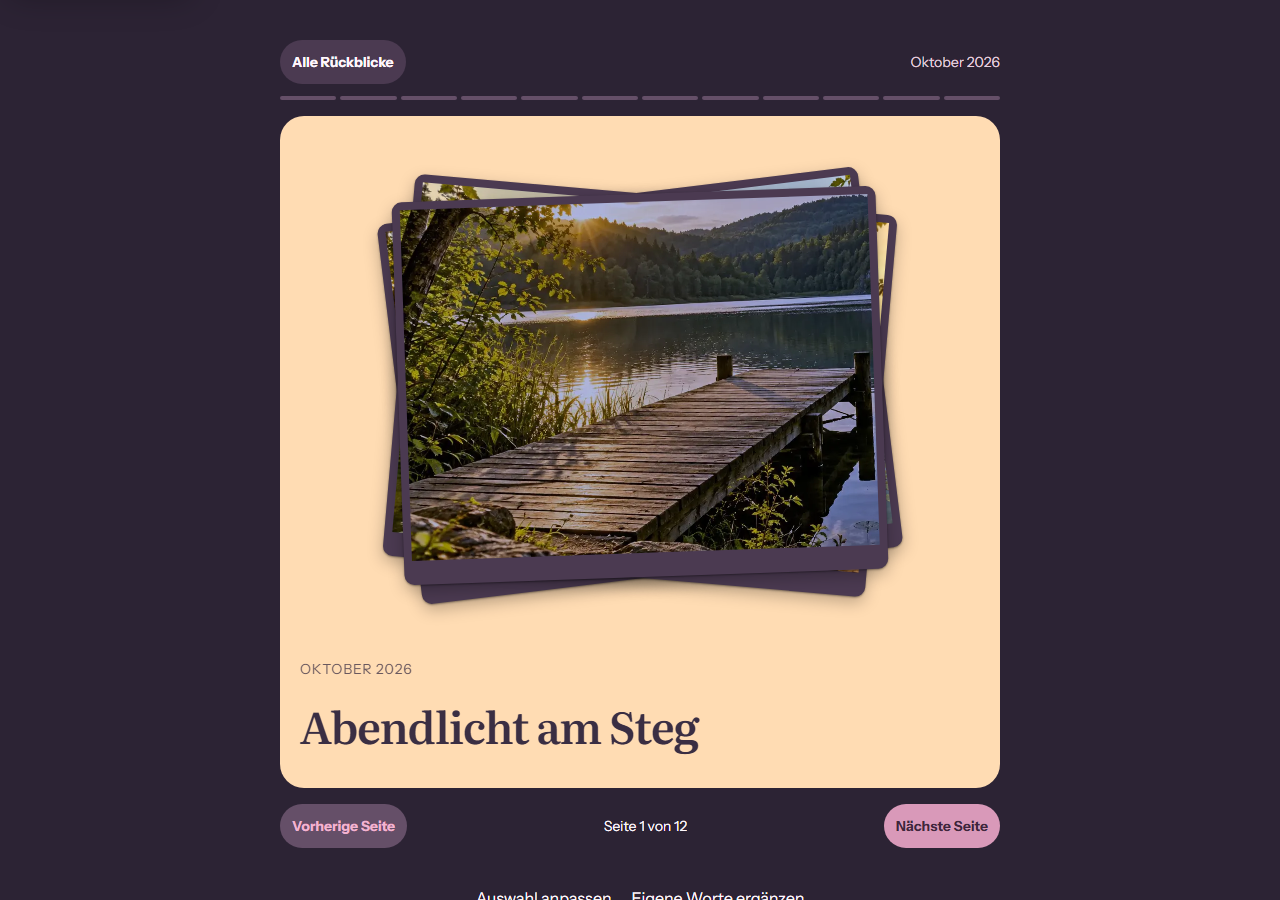 Alle Rückblicke
Oktober 2026
OKTOBER 2026
Abendlicht am Steg
Vorherige Seite
Seite 1 von 12
Nächste Seite
Auswahl anpassen
Eigene Worte ergänzen